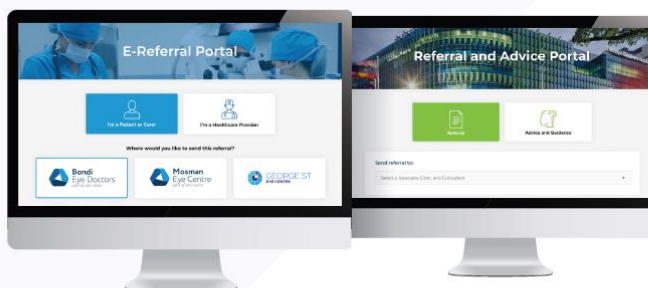 E-Referral Portal
I'm a Patient or Carer
I'm a Healthcare Provider
Where would you like to send this referral?
Bondi
Eye Doctors
Mosman
Eye Centre
GEORGE ST
EYE CENTRE
Referral and Advice Portal
Referral
Advice and Guidance
Send referral to:
Select a Specialist Clinic and Consultant